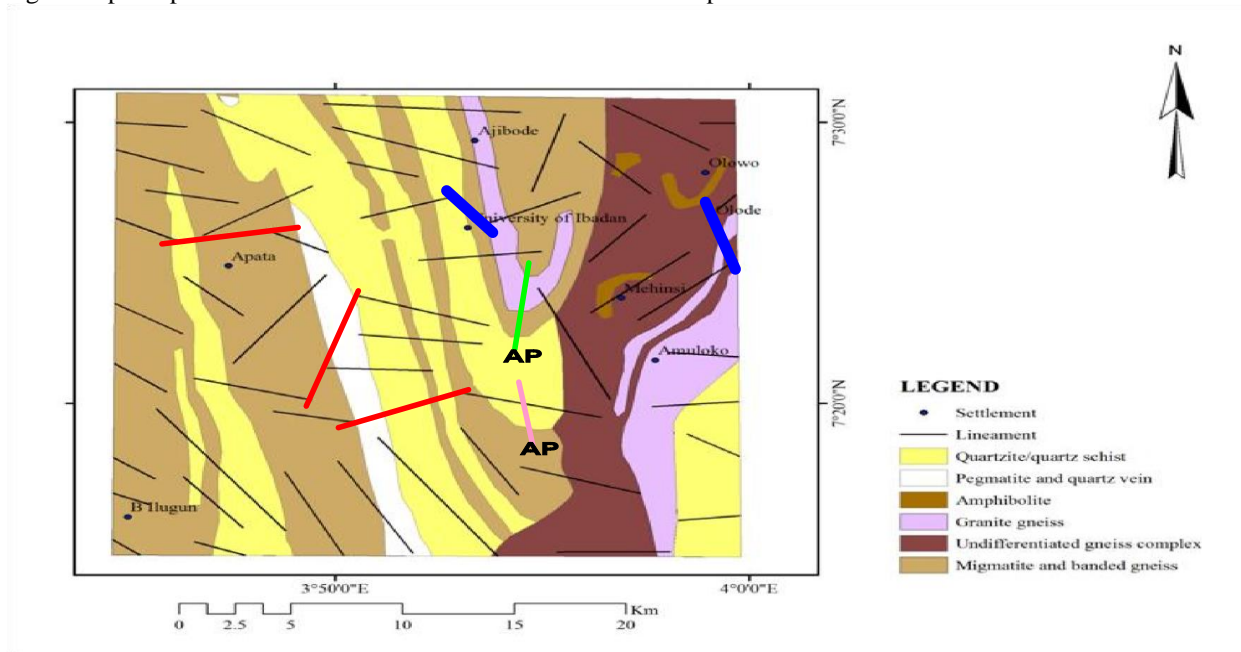 N
Ajibode
Olowo
Olode
University of Ibadan
Apata
Mehinsi
AP
Amuloko
AP
B Ilugun
7°30'0"N
7°20'0"N
3°50'0"E
4°0'0"E
Km
0 2.5 5 10 15 20
LEGEND
Settlement
Lineament
Quartzite/quartz schist
Pegmatite and quartz vein
Amphibolite
Granite gneiss
Undifferentiated gneiss complex
Migmatite and banded gneiss